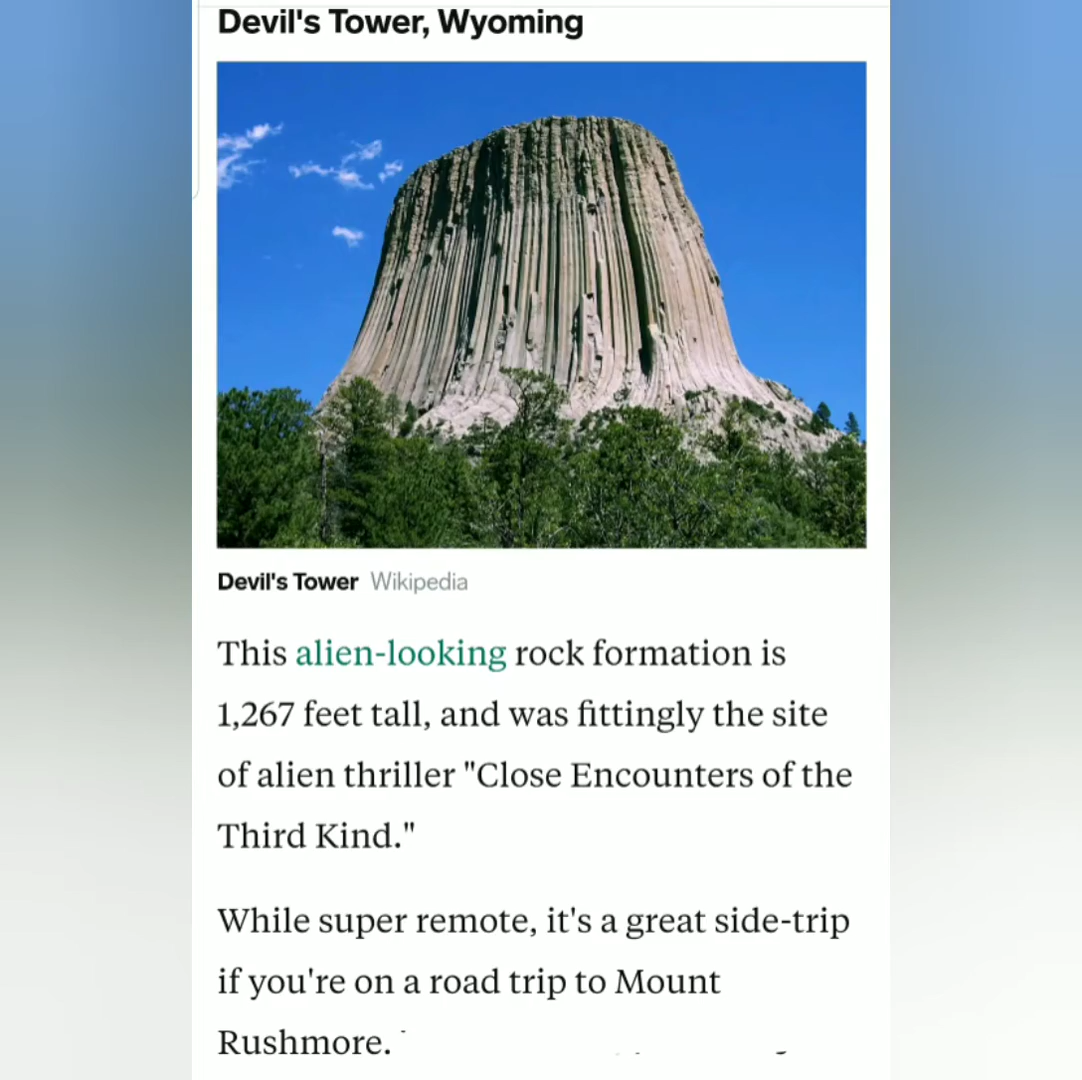 Devil's Tower, Wyoming
Devil's Tower Wikipedia
This alien-looking rock formation is
1,267 feet tall, and was fittingly the site
of alien thriller "Close Encounters of the
Third Kind."
While super remote, it's a great side-trip
if you're on a road trip to Mount
Rushmore.